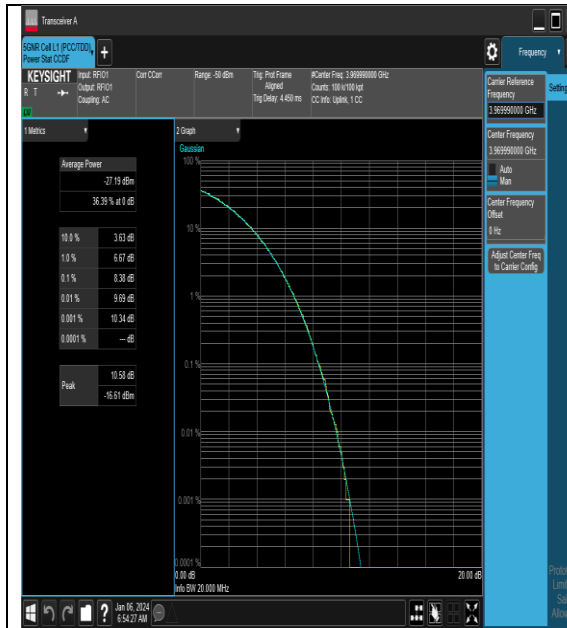 Transceiver A
5GNR Cell L1 (PCC/TDD),
Power Stat CCDF
Frequency
KEYSIGHT
R T
Input: RFIO1
Output: RFIO1
Coupling: AC
Corr CCorr
Range: -50 dBm
Trig: Prot Frame
Aligned
Trig Delay: 4.450 ms
#Center Freq: 3.969990000 GHz
Counts: 100 k/100 kpt
CC Info: Uplink, 1 CC
Carrier Reference
Frequency
3.969990000 GHz
Settings
Center Frequency
3.969990000 GHz
Auto
Man
Center Frequency
Offset
0 Hz
Adjust Center Freq
to Carrier Config
1 Metrics
Average Power
-27.19 dBm
36.39 % at 0 dB
10.0 % 3.63 dB
1.0 % 6.67 dB
0.1 % 8.38 dB
0.01 % 9.69 dB
0.001 % 10.34 dB
0.0001 % --- dB
Peak
10.58 dB
-16.61 dBm
2 Graph
Gaussian
100 %
10 %
1 %
0.1 %
0.01 %
0.001 %
0.0001 %
0.00 dB
20.00 dB
Info BW 20.000 MHz
Jan 06, 2024
6:54:27 AM
?